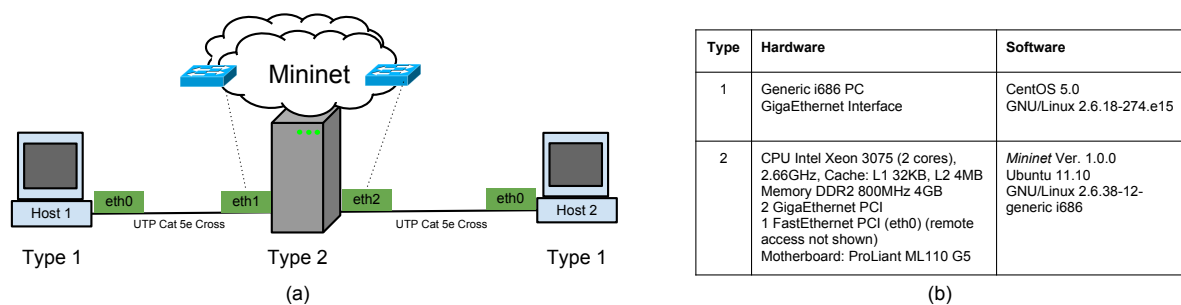 Mininet
eth0
eth1
eth2
eth0
Host 1
Host 2
UTP Cat 5e Cross
UTP Cat 5e Cross
Type 1
Type 2
Type 1
(a)
Type
Hardware
Software
1
Generic i686 PC
GigaEthernet Interface
CentOS 5.0
GNU/Linux 2.6.18-274.e15
2
CPU Intel Xeon 3075 (2 cores),
2.66GHz, Cache: L1 32KB, L2 4MB
Memory DDR2 800MHz 4GB
2 GigaEthernet PCI
1 FastEthernet PCI (eth0) (remote
access not shown)
Motherboard: ProLiant ML110 G5
Mininet Ver. 1.0.0
Ubuntu 11.10
GNU/Linux 2.6.38-12-
generic i686
(b)